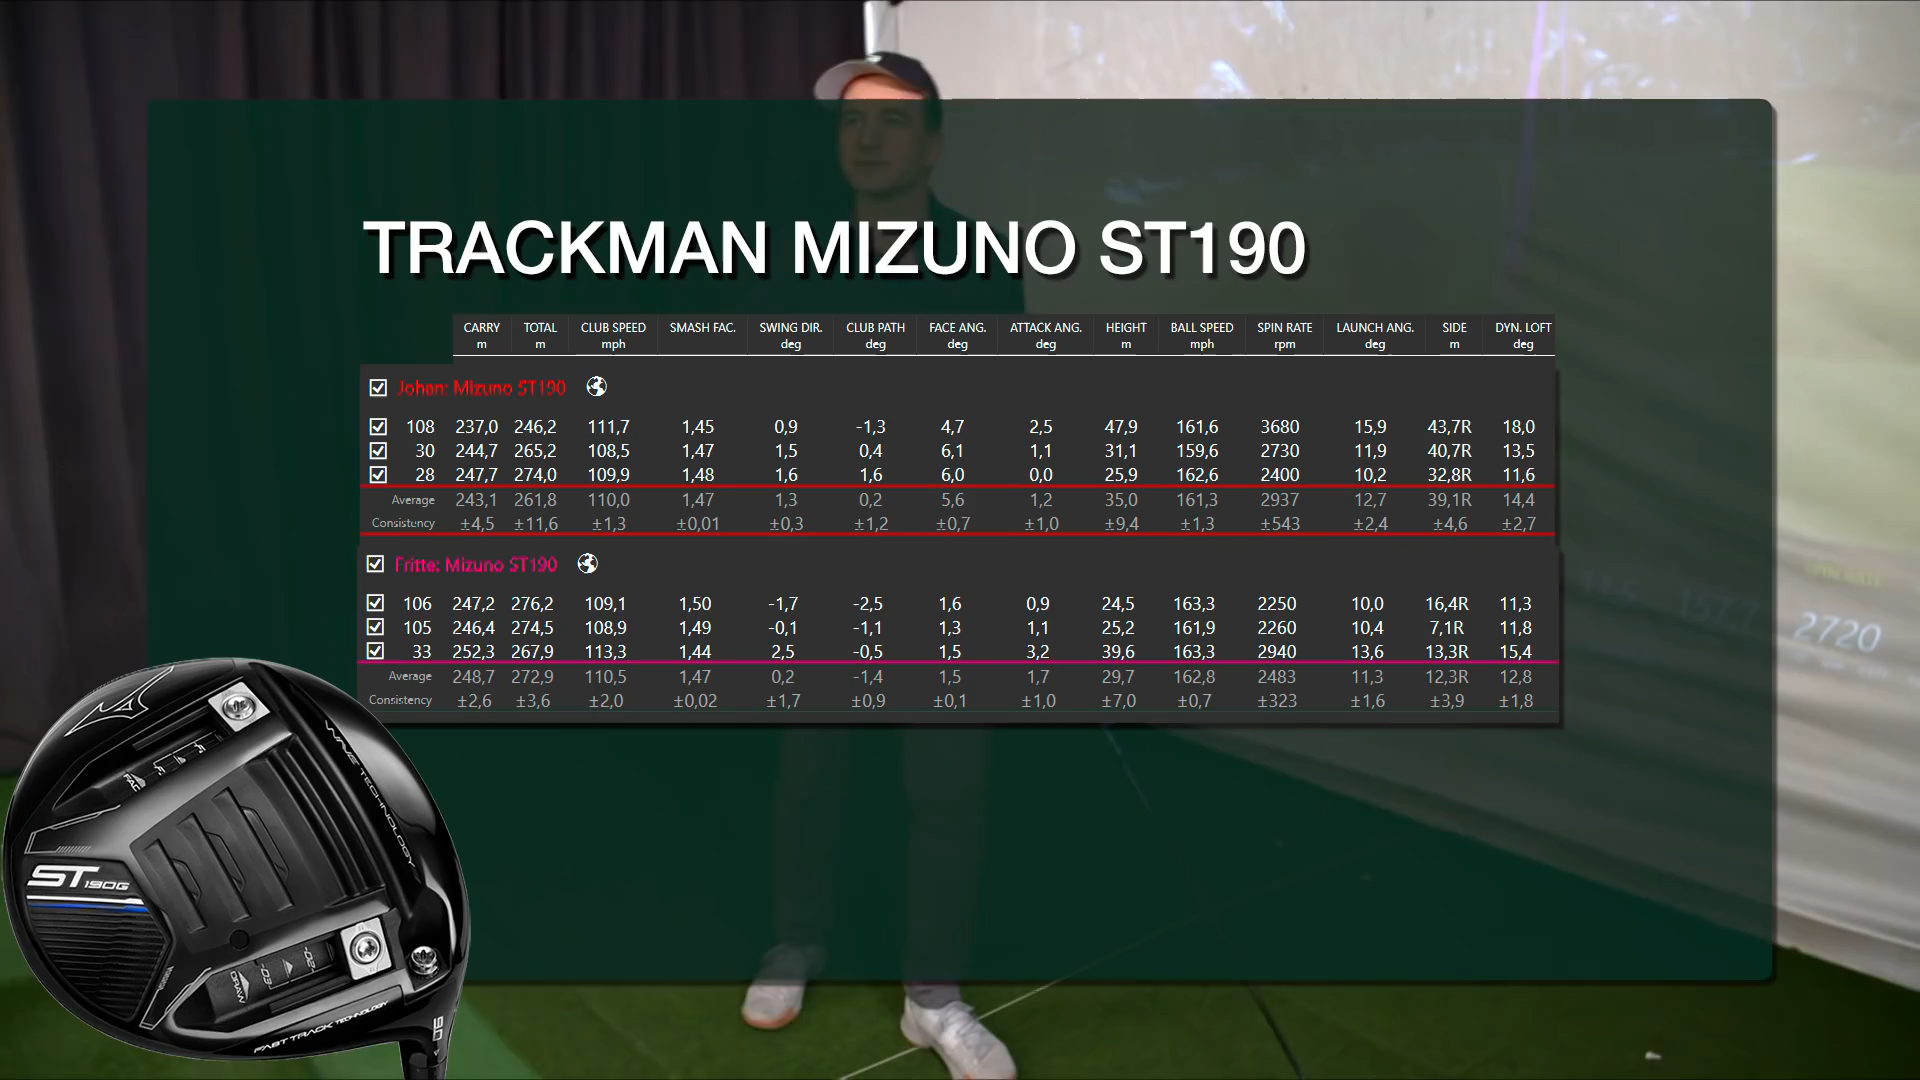 TRACKMAN MIZUNO ST190
CARRY TOTAL CLUB SPEED SMASH FAC. SWING DIR. CLUB PATH FACE ANG. ATTACK ANG. HEIGHT BALL SPEED SPIN RATE LAUNCH ANG. SIDE DYN. LOFT
m m mph deg deg deg deg m mph rpm deg m deg
Johan: Mizuno ST190
108 237,0 246,2 111,7 1,45 0,9 -1,3 4,7 2,5 47,9 161,6 3680 15,9 43,7R 18,0
30 244,7 265,2 108,5 1,47 1,5 0,4 6,1 1,1 31,1 159,6 2730 11,9 40,7R 13,5
28 247,7 274,0 109,9 1,48 1,6 1,6 6,0 0,0 25,9 162,6 2400 10,2 32,8R 11,6
Average 243,1 261,8 110,0 1,47 1,3 0,2 5,6 1,2 35,0 161,3 2937 12,7 39,1R 14,4
Consistency ±4,5 ±11,6 ±1,3 ±0,01 ±0,3 ±1,2 ±0,7 ±1,0 ±9,4 ±1,3 ±543 ±2,4 ±4,6 ±2,7
Fritte: Mizuno ST190
106 247,2 276,2 109,1 1,50 -1,7 -2,5 1,6 0,9 24,5 163,3 2250 10,0 16,4R 11,3
105 246,4 274,5 108,9 1,49 -0,1 -1,1 1,3 1,1 25,2 161,9 2260 10,4 7,1R 11,8
33 252,3 267,9 113,3 1,44 2,5 -0,5 1,5 3,2 39,6 163,3 2940 13,6 13,3R 15,4
Average 248,7 272,9 110,5 1,47 0,2 -1,4 1,5 1,7 29,7 162,8 2483 11,3 12,3R 12,8
Consistency ±2,6 ±3,6 ±2,0 ±0,02 ±1,7 ±0,9 ±0,1 ±1,0 ±7,0 ±0,7 ±323 ±1,6 ±3,9 ±1,8
SPIN RATE
2720
WAVE TECHNOLOGY
ST190G
DRAW
FAST TRACK TECHNOLOGY